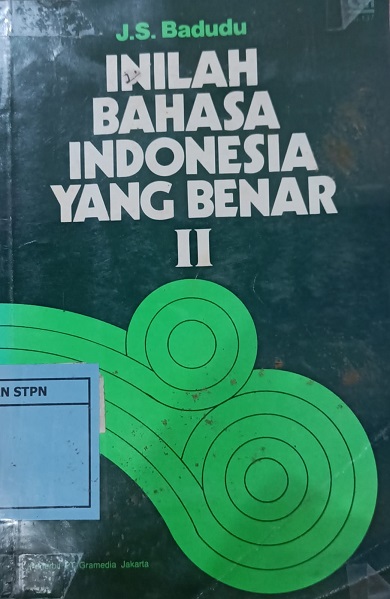 J.S. Badudu
INILAH
BAHASA
INDONESIA
YANG BENAR
II
N STPN
Gramedia Jakarta